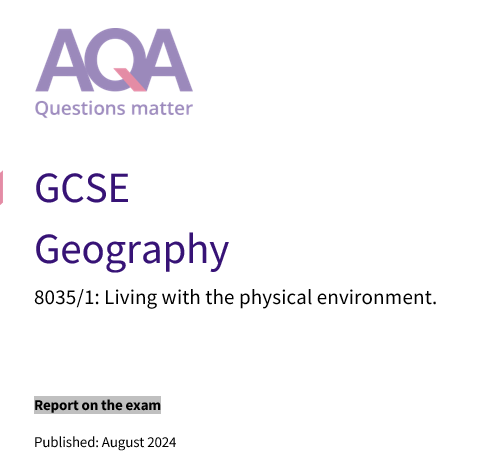 AQA
Questions matter
GCSE
Geography
8035/1: Living with the physical environment.
Report on the exam
Published: August 2024